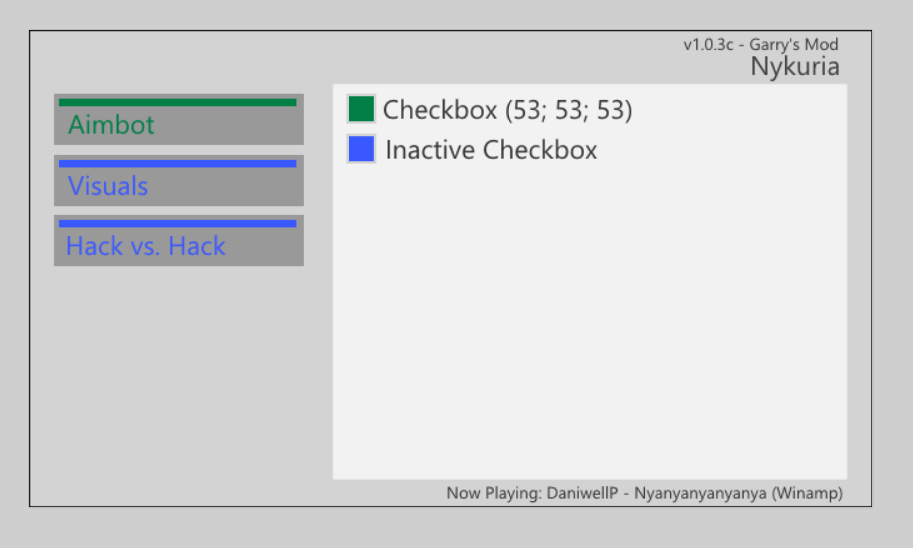 v1.0.3c - Garry's Mod
Nykuria
Aimbot
Visuals
Hack vs. Hack
Checkbox (53; 53; 53)
Inactive Checkbox
Now Playing: DaniwellP - Nyanyanyanyanya (Winamp)